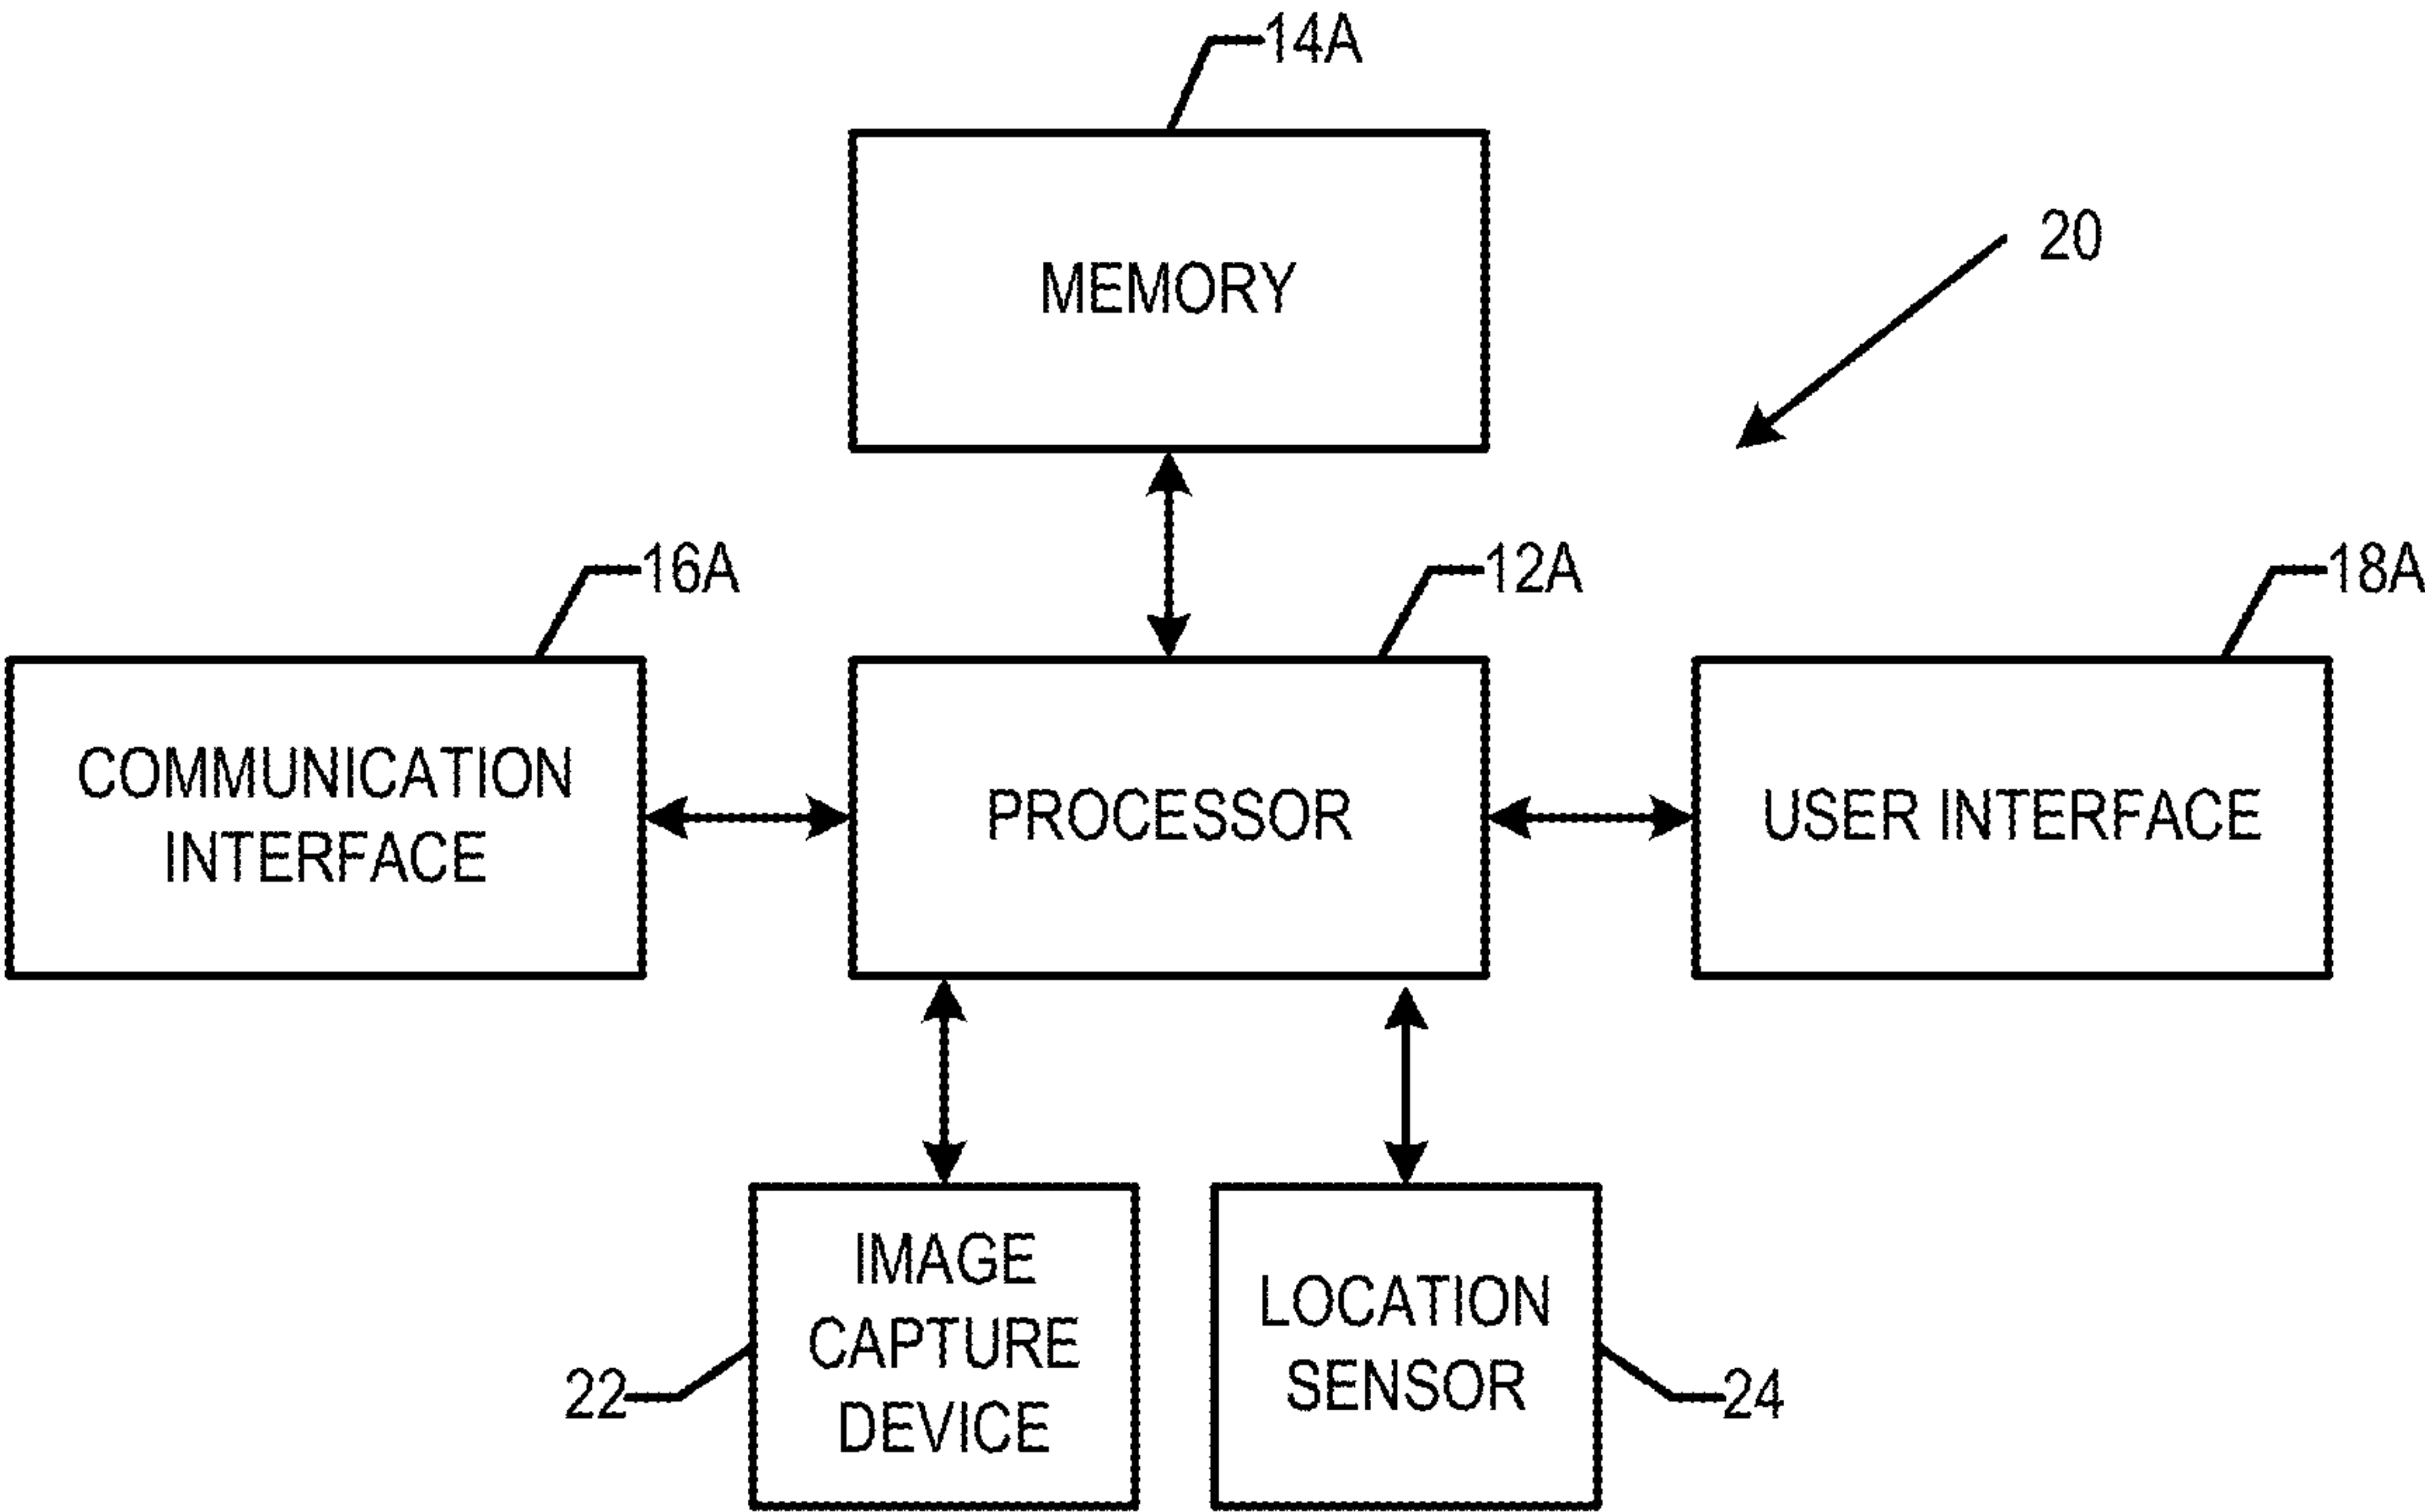 14A
MEMORY
20
16A
12A
18A
COMMUNICATION
INTERFACE
PROCESSOR
USER INTERFACE
IMAGE
CAPTURE
DEVICE
22
LOCATION
SENSOR
24